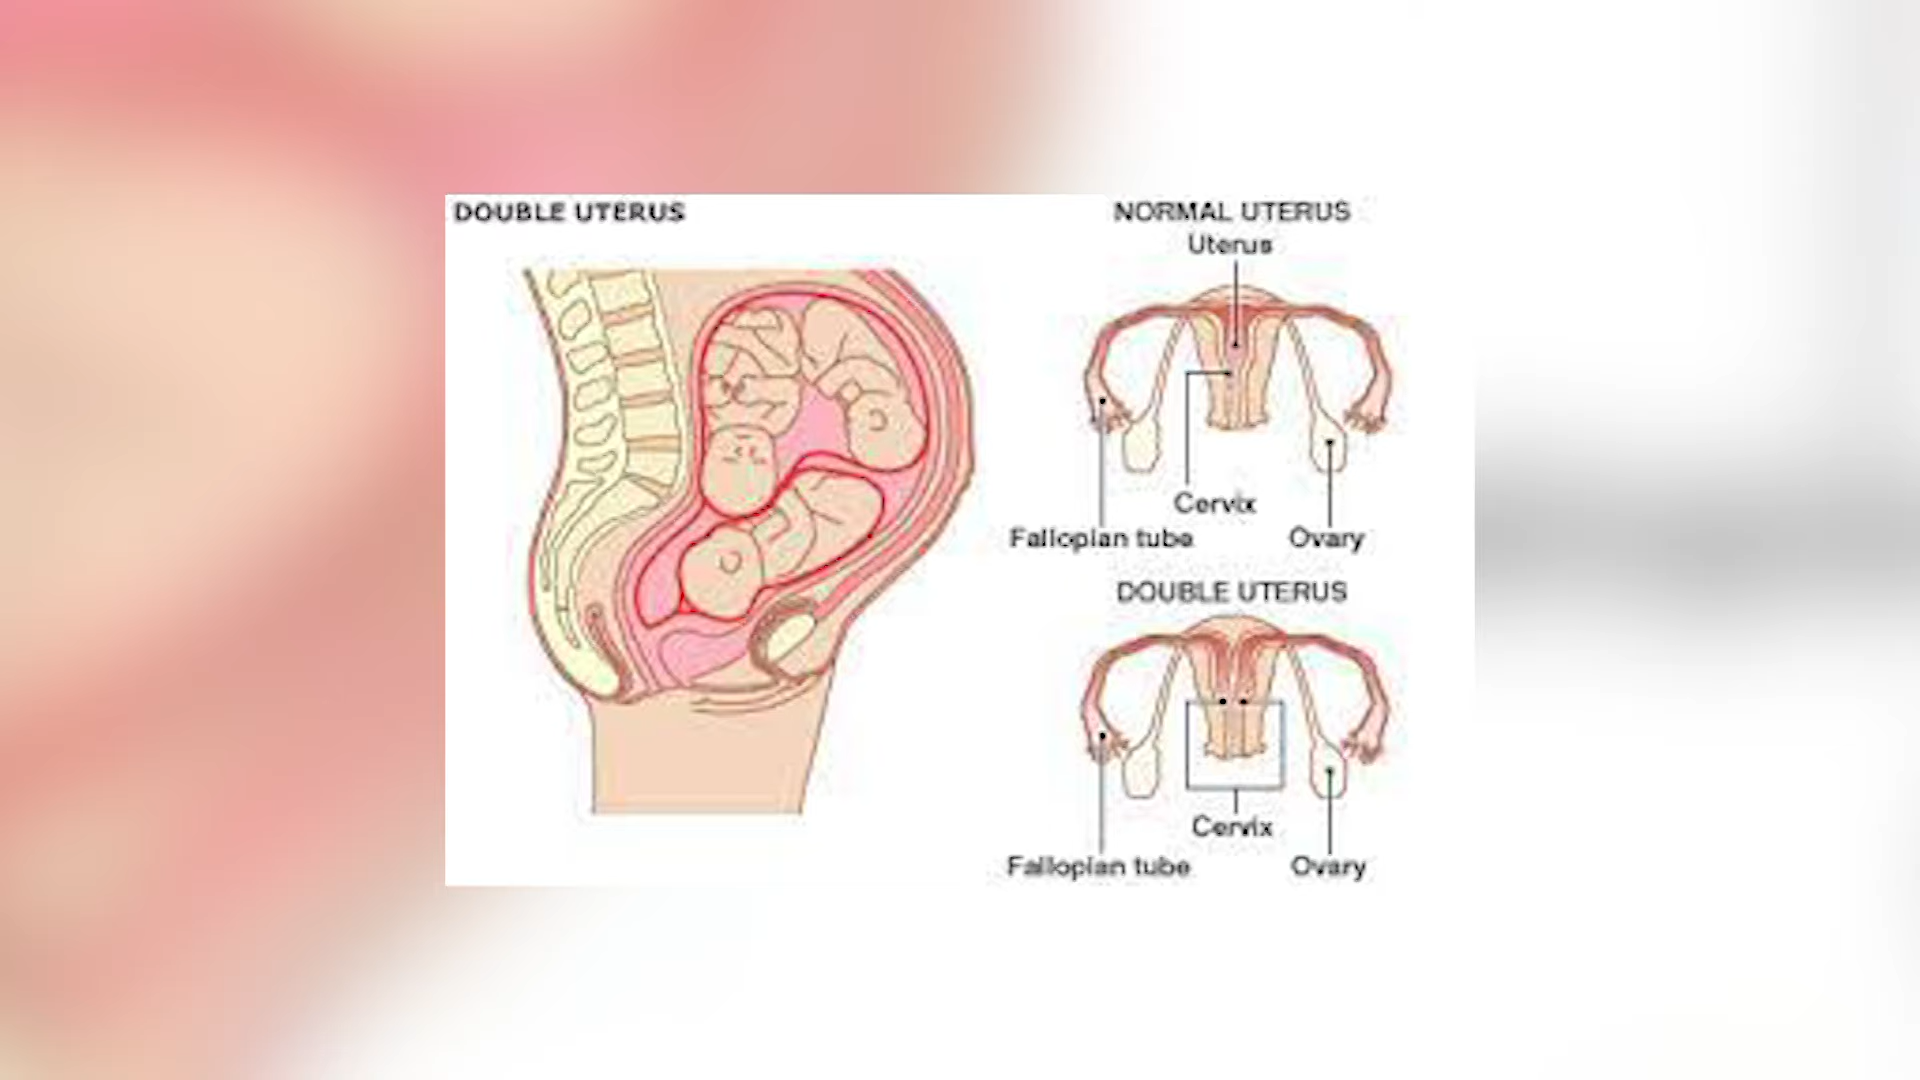 DOUBLE UTERUS
NORMAL UTERUS
Uterus
Cervix
Fallopian tube
Ovary
DOUBLE UTERUS
Cervix
Fallopian tube
Ovary